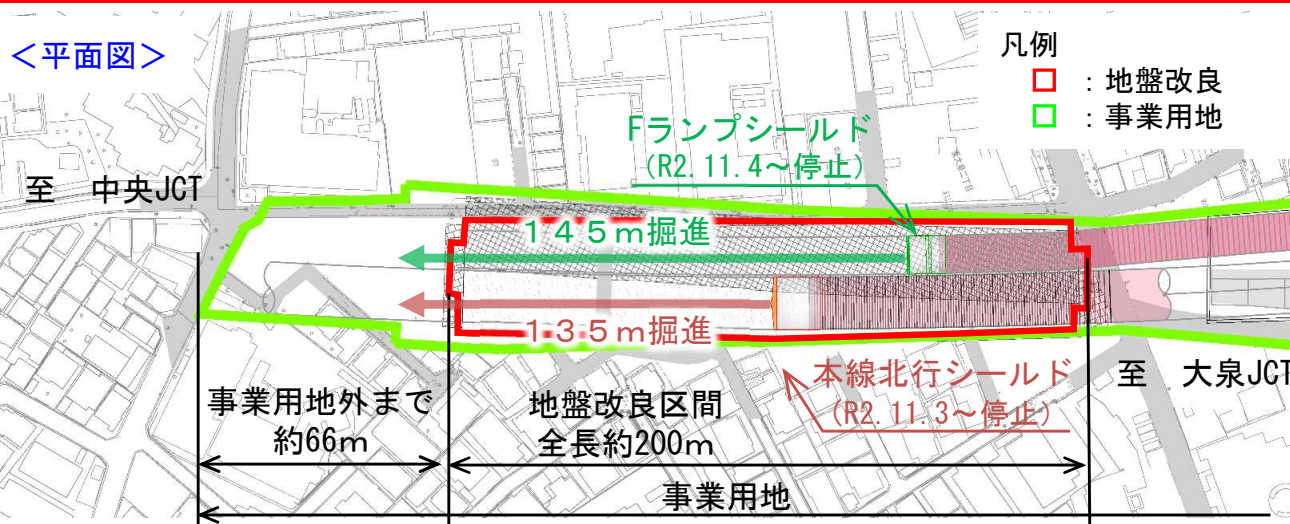 ＜平面図＞
凡例
：地盤改良
：事業用地
Fランプシールド
(R2.11.4～停止)
至　中央JCT
１４５ｍ掘進
１３５ｍ掘進
本線北行シールド
(R2.11.3～停止)
至　大泉JCT
事業用地外まで
約66m
地盤改良区間
全長約200m
事業用地